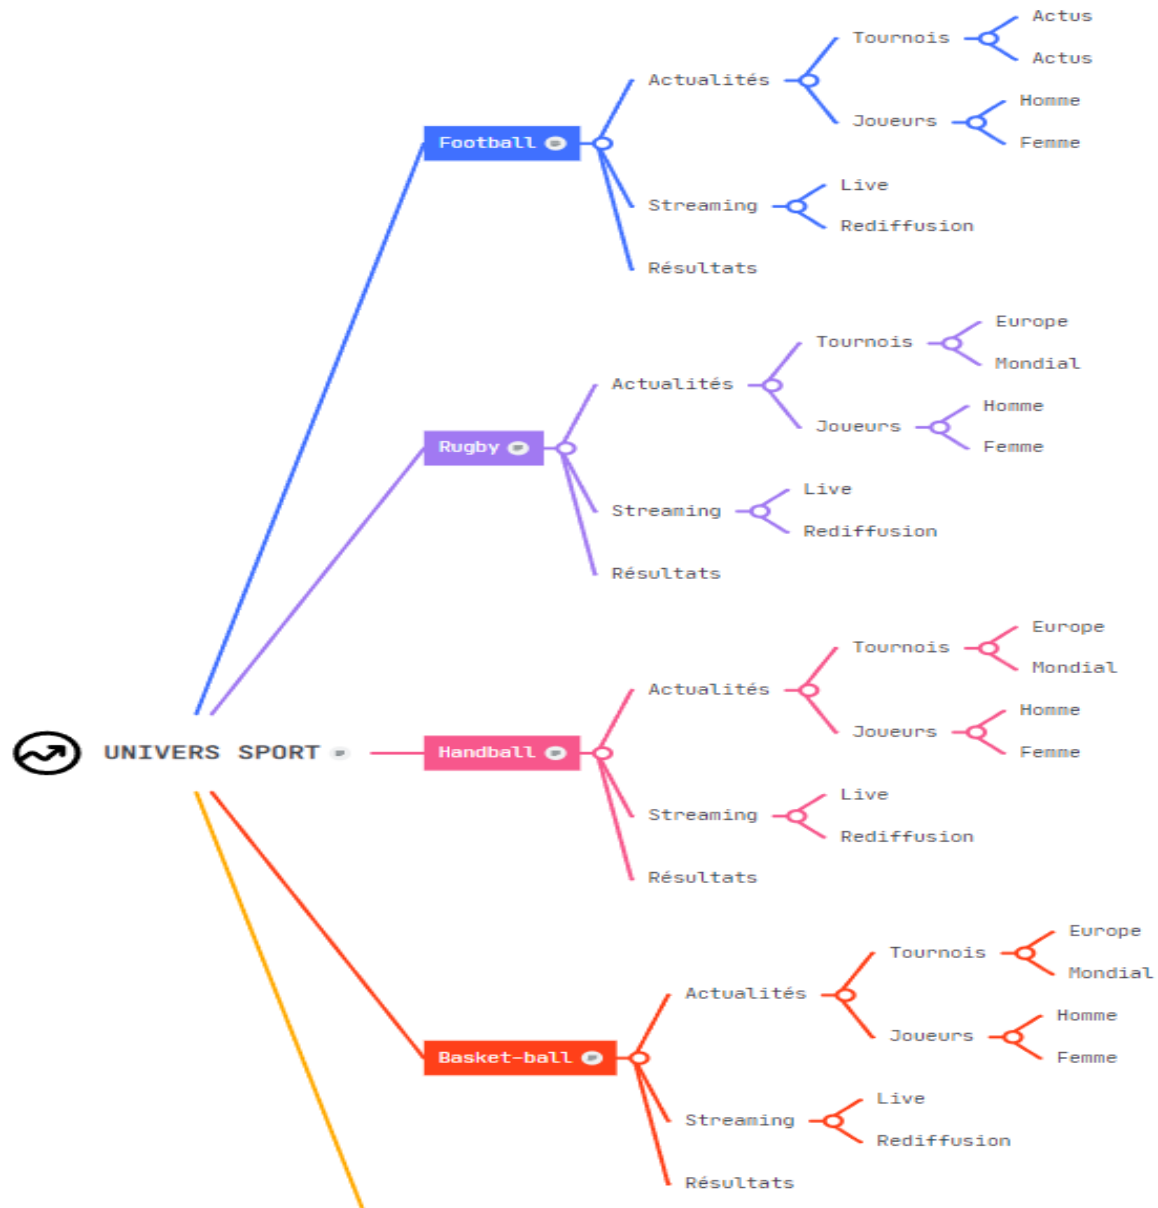 UNIVERS SPORT
Football
Actualités
Tournois
Actus
Actus
Joueurs
Homme
Femme
Streaming
Live
Rediffusion
Résultats
Rugby
Actualités
Tournois
Europe
Mondial
Joueurs
Homme
Femme
Streaming
Live
Rediffusion
Résultats
Handball
Actualités
Tournois
Europe
Mondial
Joueurs
Homme
Femme
Streaming
Live
Rediffusion
Résultats
Basket-ball
Actualités
Tournois
Europe
Mondial
Joueurs
Homme
Femme
Streaming
Live
Rediffusion
Résultats